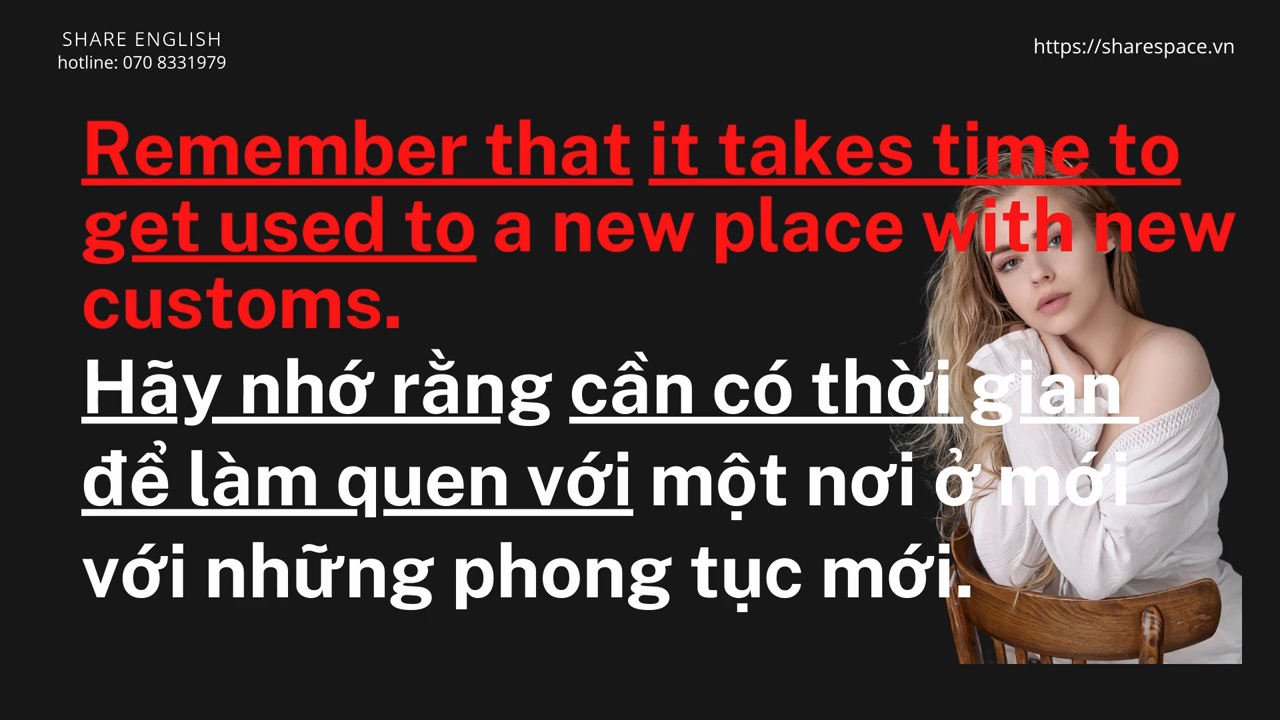 SHARE ENGLISH
hotline: 070 8331979
https://sharespace.vn
Remember that it takes time to
get used to a new place with new
customs.
Hãy nhớ rằng cần có thời gian
để làm quen với một nơi ở mới
với những phong tục mới.